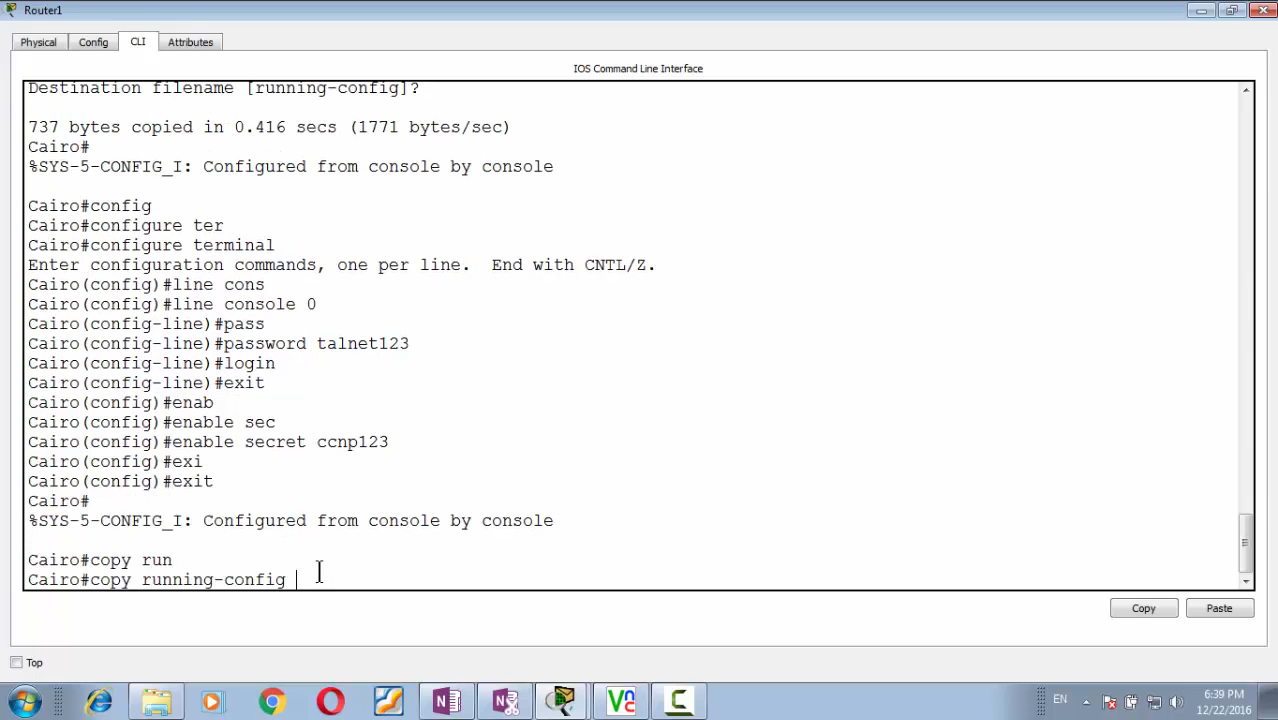 Router1
Physical Config CLI Attributes
IOS Command Line Interface
Destination filename [running-config]?
737 bytes copied in 0.416 secs (1771 bytes/sec)
Cairo#
%SYS-5-CONFIG_I: Configured from console by console
Cairo#config
Cairo#configure ter
Cairo#configure terminal
Enter configuration commands, one per line.  End with CNTL/Z.
Cairo(config)#line cons
Cairo(config)#line console 0
Cairo(config-line)#pass
Cairo(config-line)#password talnet123
Cairo(config-line)#login
Cairo(config-line)#exit
Cairo(config)#enab
Cairo(config)#enable sec
Cairo(config)#enable secret ccnp123
Cairo(config)#exi
Cairo(config)#exit
Cairo#
%SYS-5-CONFIG_I: Configured from console by console
Cairo#copy run
Cairo#copy running-config
Copy Paste
Top
EN 6:39 PM
12/22/2016